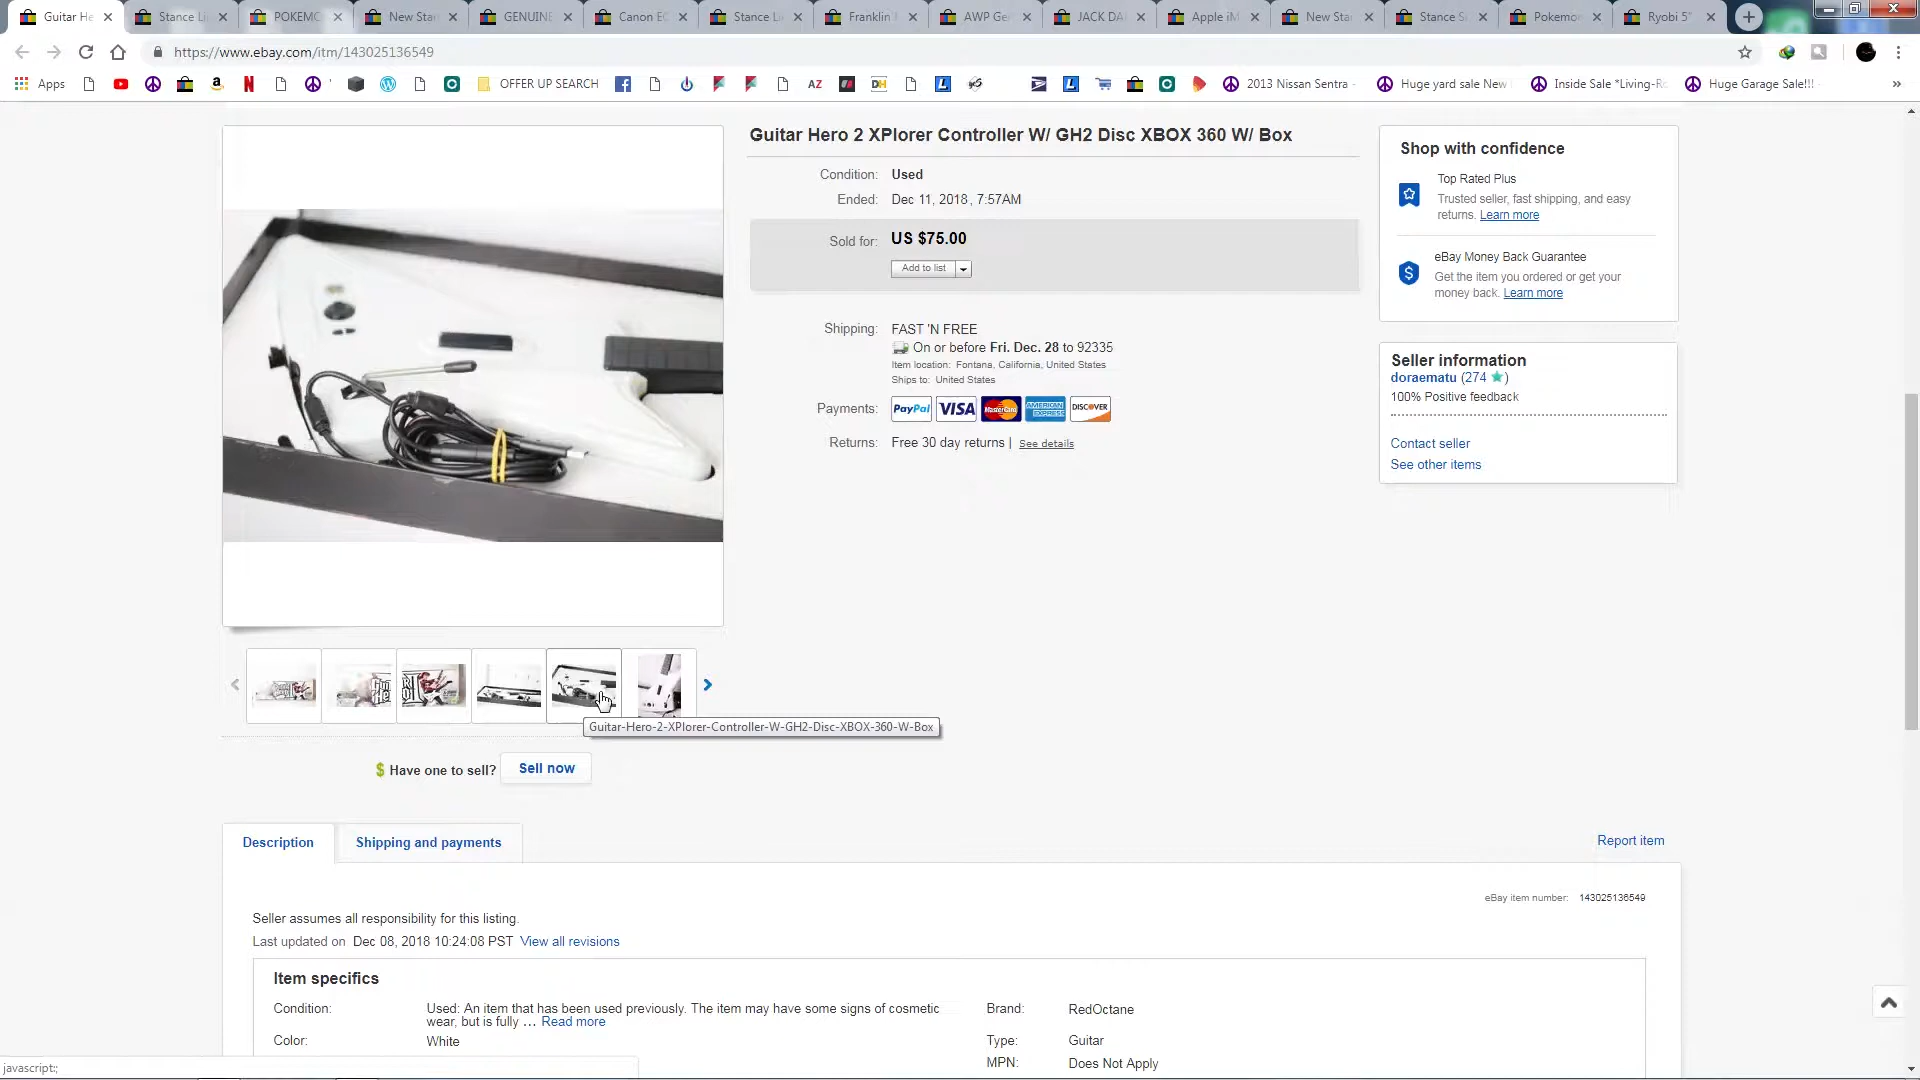 Guitar He
Stance Li
POKEMC
New Star
GENUINE
Canon EC
Stance Li
Franklin
AWP Ge
JACK DA
Apple iM
New Star
Stance S
Pokemo
Ryobi 5"
https://www.ebay.com/itm/143025136549
Apps
OFFER UP SEARCH
AZ
DH
2013 Nissan Sentra -
Huge yard sale New
Inside Sale *Living-Ro
Huge Garage Sale!!!
Guitar Hero 2 XPlorer Controller W/ GH2 Disc XBOX 360 W/ Box
Condition: Used
Ended: Dec 11, 2018 , 7:57AM
Sold for: US $75.00
Add to list
Shipping: FAST 'N FREE
On or before Fri. Dec. 28 to 92335
Item location: Fontana, California, United States
Ships to: United States
Payments: PayPal VISA MasterCard AMERICAN EXPRESS DISCOVER
Returns: Free 30 day returns | See details
Shop with confidence
Top Rated Plus
Trusted seller, fast shipping, and easy
returns. Learn more
eBay Money Back Guarantee
Get the item you ordered or get your
money back. Learn more
Seller information
doraematu (274 )
100% Positive feedback
Contact seller
See other items
Guitar-Hero-2-XPlorer-Controller-W-GH2-Disc-XBOX-360-W-Box
Have one to sell? Sell now
Description
Shipping and payments
Report item
eBay item number: 143025136549
Seller assumes all responsibility for this listing.
Last updated on Dec 08, 2018 10:24:08 PST View all revisions
Item specifics
Condition: Used: An item that has been used previously. The item may have some signs of cosmetic
wear, but is fully ... Read more
Color: White
Brand: RedOctane
Type: Guitar
MPN: Does Not Apply
javascript:;